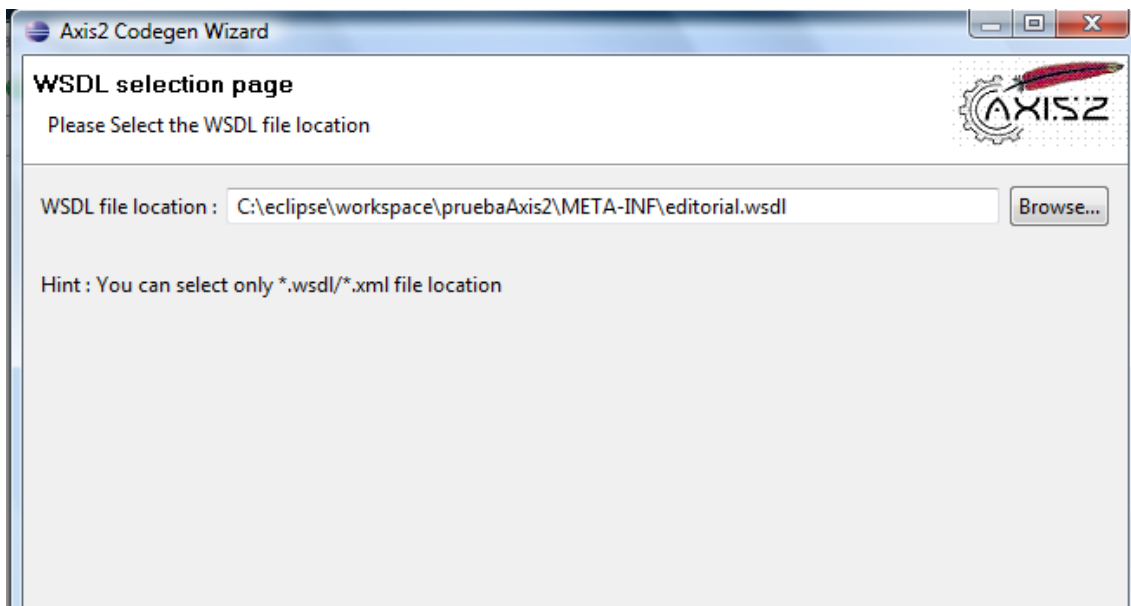 Axis2 Codegen Wizard
WSDL selection page
Please Select the WSDL file location
AXIS2
WSDL file location : C:\eclipse\workspace\pruebaAxis2\META-INF\editorial.wsdl Browse...
Hint : You can select only *.wsdl/*.xml file location